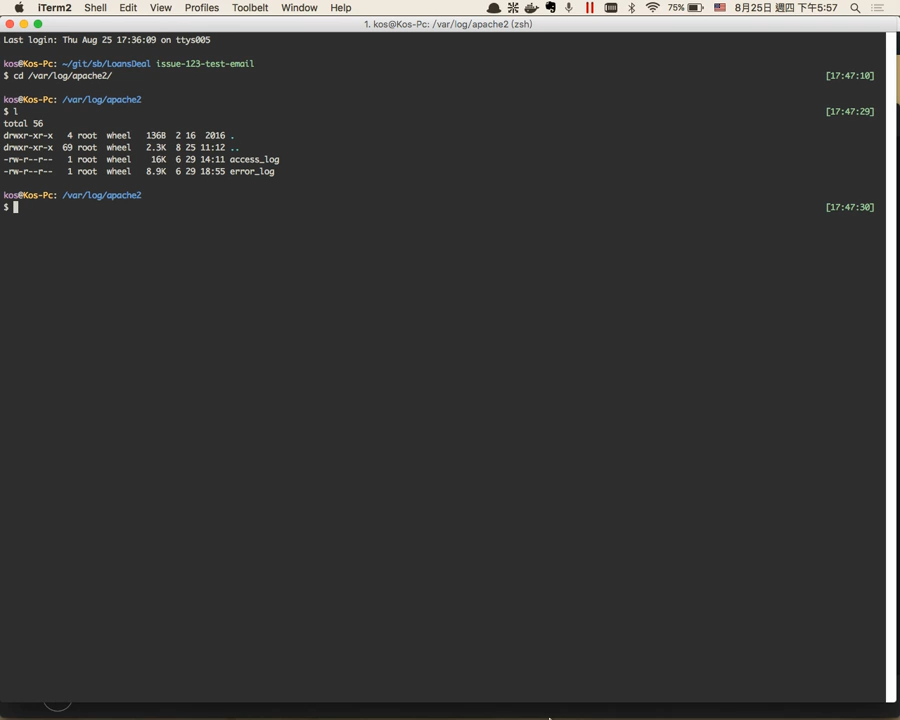 iTerm2 Shell Edit View Profiles Toolbelt Window Help 75% 8月25日 週四 下午5:57
1. kos@Kos-Pc: /var/log/apache2 (zsh)
Last login: Thu Aug 25 17:36:09 on ttys005
kos@Kos-Pc: ~/git/sb/LoansDeal issue-123-test-email
$ cd /var/log/apache2/ [17:47:10]
kos@Kos-Pc: /var/log/apache2
$ l [17:47:29]
total 56
drwxr-xr-x 4 root wheel 136B 2 16 2016 .
drwxr-xr-x 69 root wheel 2.3K 8 25 11:12 ..
-rw-r--r-- 1 root wheel 16K 6 29 14:11 access_log
-rw-r--r-- 1 root wheel 8.9K 6 29 18:55 error_log
kos@Kos-Pc: /var/log/apache2
$ [17:47:30]